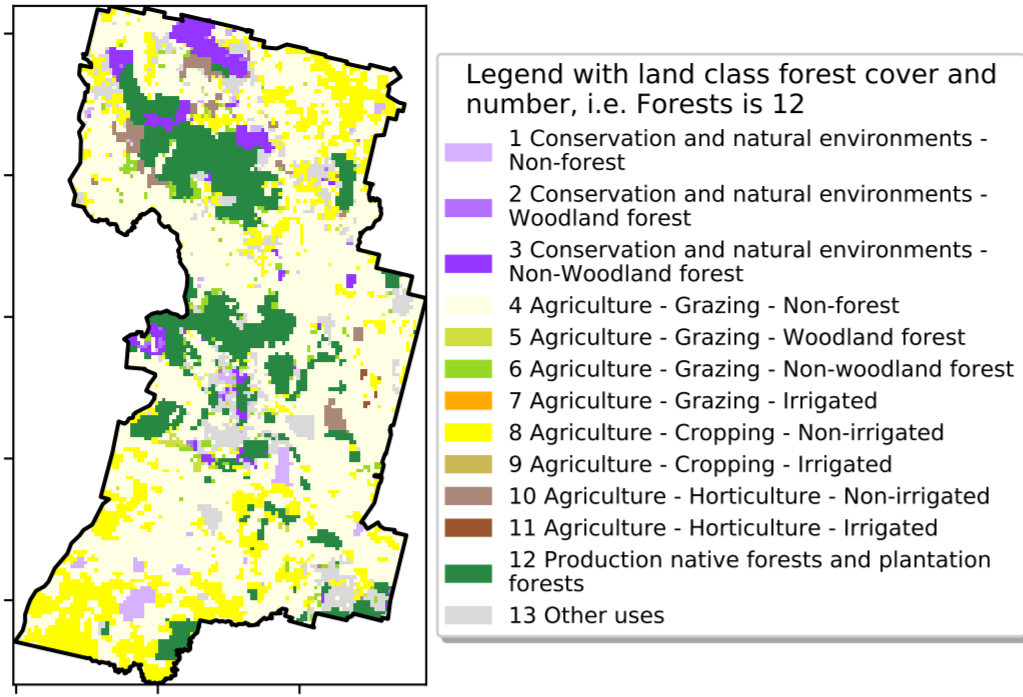 Legend with land class forest cover and
number, i.e. Forests is 12
1 Conservation and natural environments -
Non-forest
2 Conservation and natural environments -
Woodland forest
3 Conservation and natural environments -
Non-Woodland forest
4 Agriculture - Grazing - Non-forest
5 Agriculture - Grazing - Woodland forest
6 Agriculture - Grazing - Non-woodland forest
7 Agriculture - Grazing - Irrigated
8 Agriculture - Cropping - Non-irrigated
9 Agriculture - Cropping - Irrigated
10 Agriculture - Horticulture - Non-irrigated
11 Agriculture - Horticulture - Irrigated
12 Production native forests and plantation
forests
13 Other uses